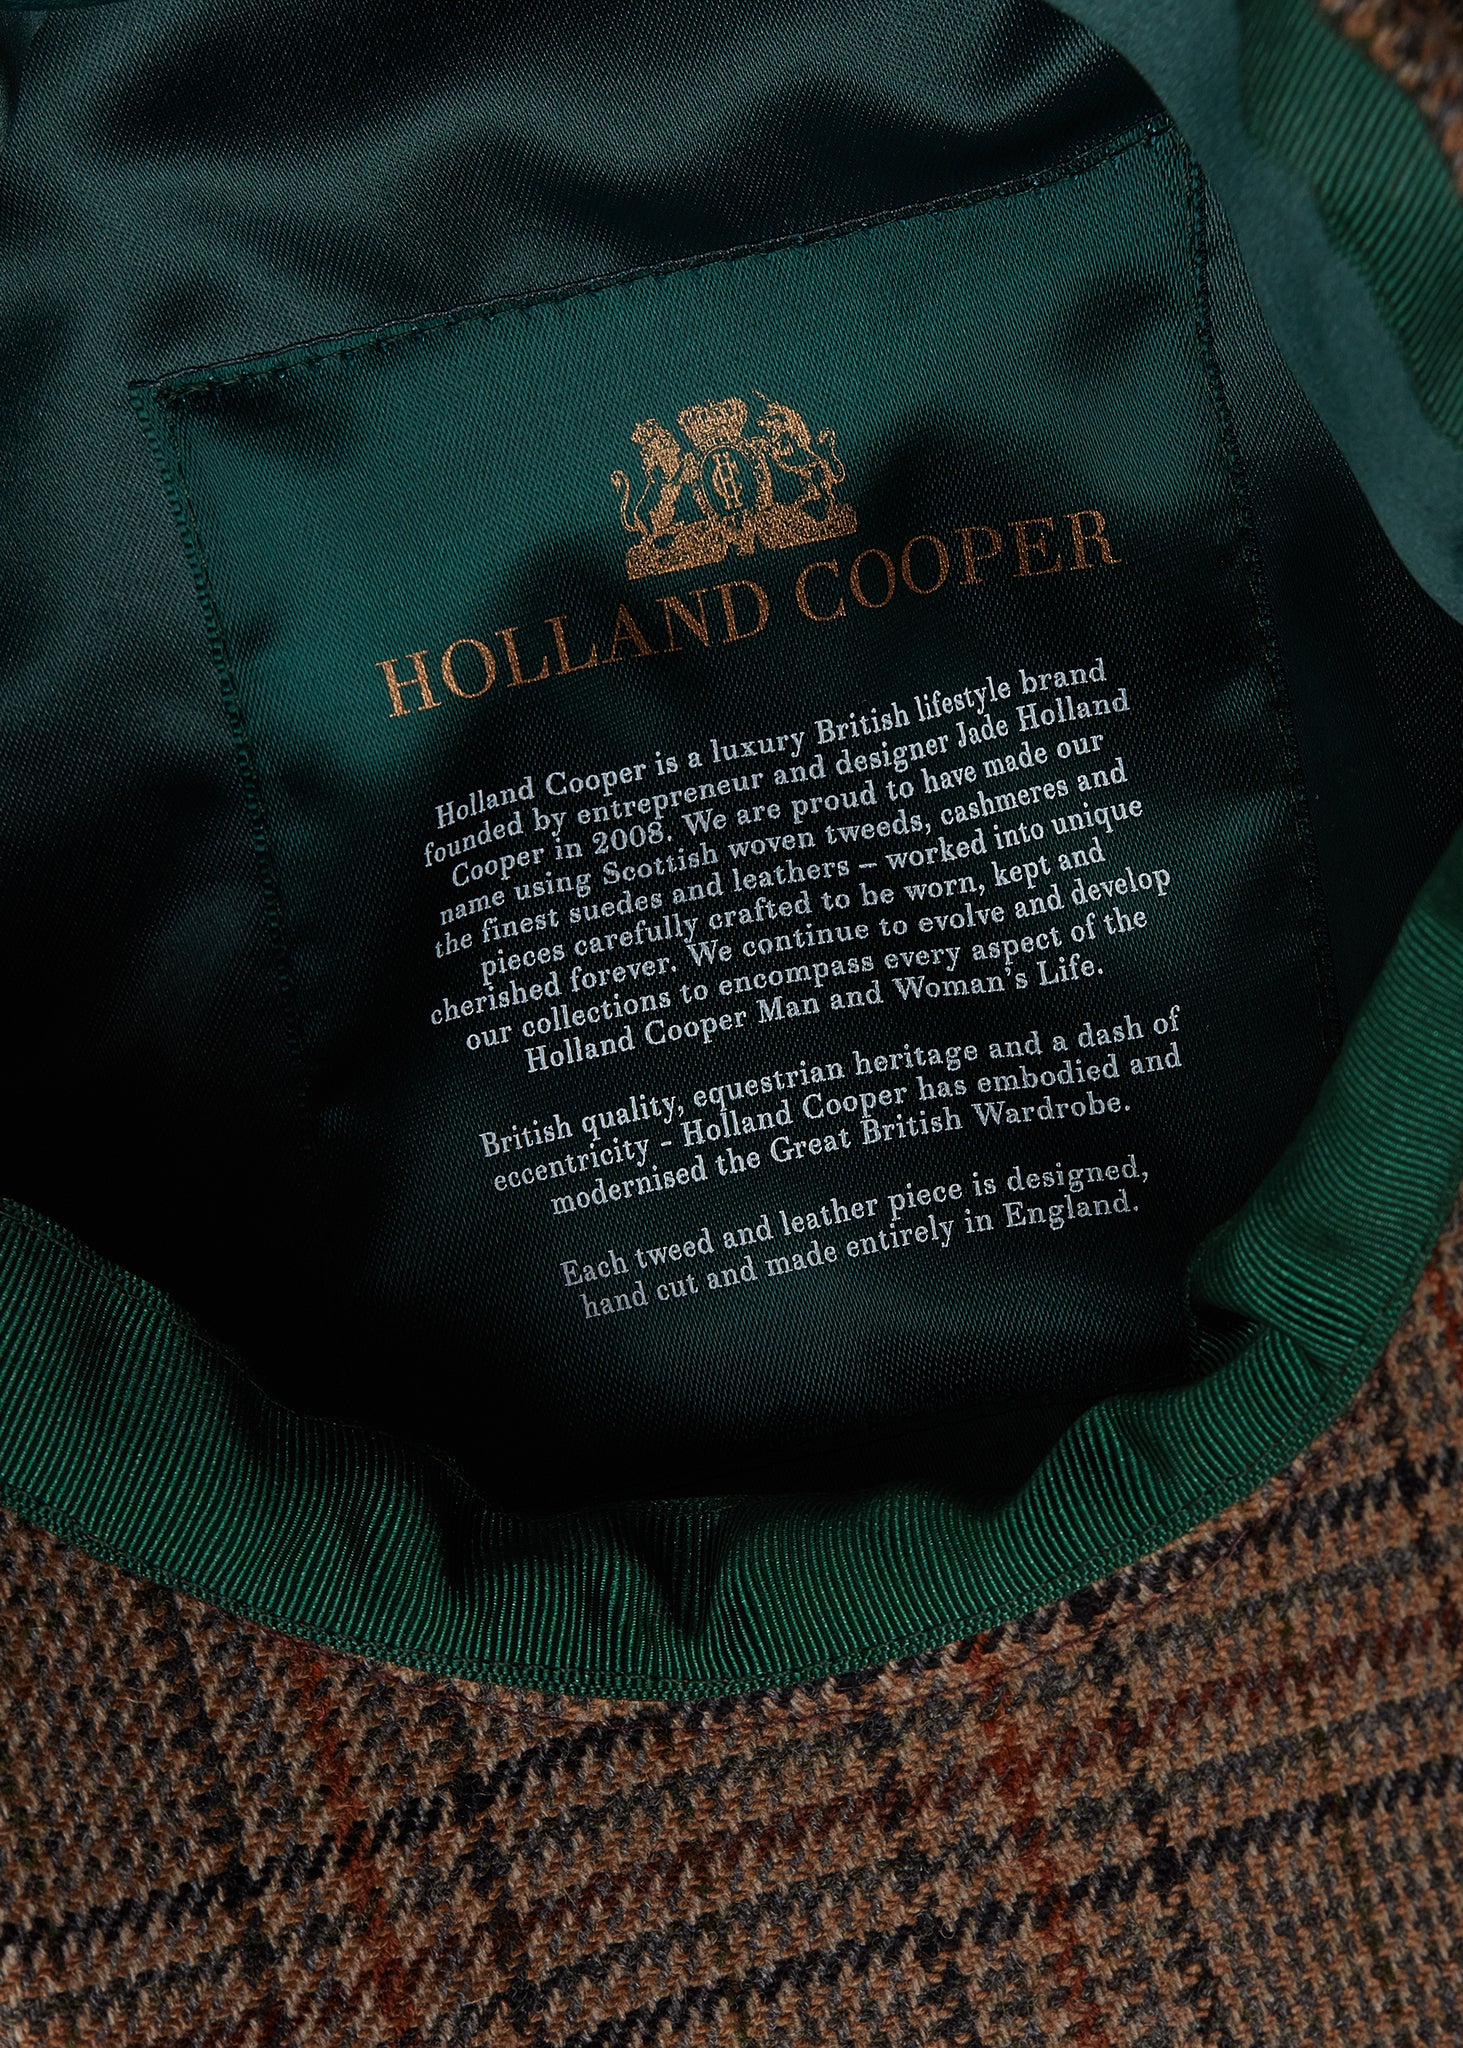 HC
HOLLAND COOPER
Holland Cooper is a luxury British lifestyle brand
founded by entrepreneur and designer Jade Holland
Cooper in 2008. We are proud to have made our
name using Scottish woven tweeds, cashmeres and
the finest suedes and leathers – worked into unique
pieces carefully crafted to be worn, kept and
cherished forever. We continue to evolve and develop
our collections to encompass every aspect of the
Holland Cooper Man and Woman's Life.
British quality, equestrian heritage and a dash of
eccentricity - Holland Cooper has embodied and
modernised the Great British Wardrobe.
Each tweed and leather piece is designed,
hand cut and made entirely in England.